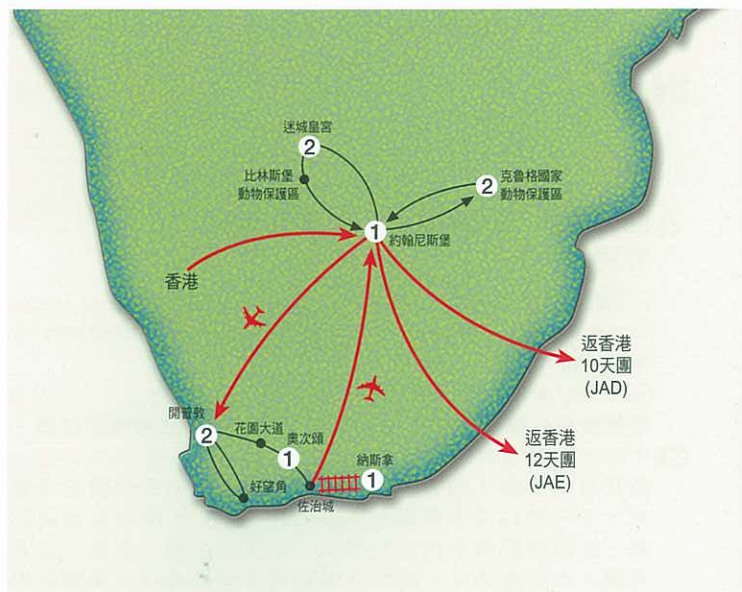 迷城皇宮
2
比林斯堡
動物保護區
2
克魯格國家
動物保護區
1
約翰尼斯堡
香港
返香港
10天團
(JAD)
開普敦
2
花園大道
奧次頌
1
納斯拿
1
好望角
佐治城
返香港
12天團
(JAE)